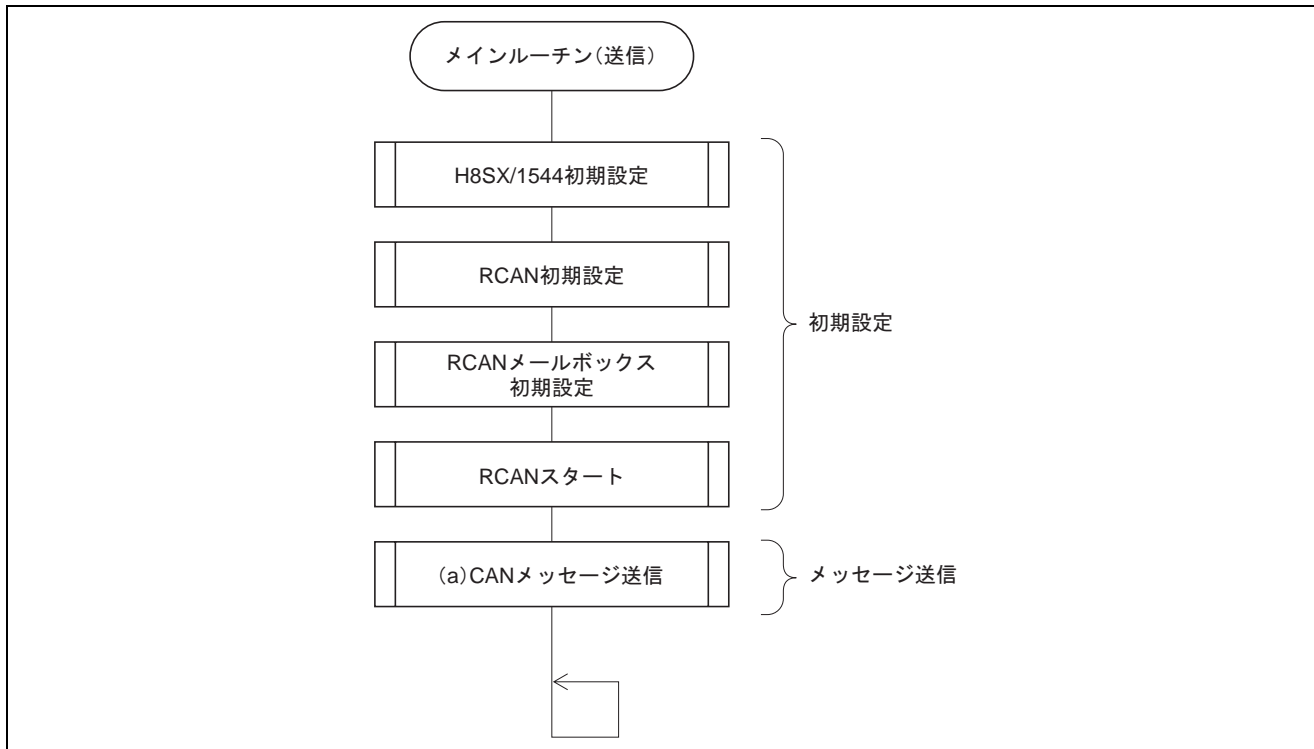 メインルーチン(送信)
H8SX/1544初期設定
RCAN初期設定
初期設定
RCANメールボックス
初期設定
RCANスタート
(a)CANメッセージ送信
メッセージ送信